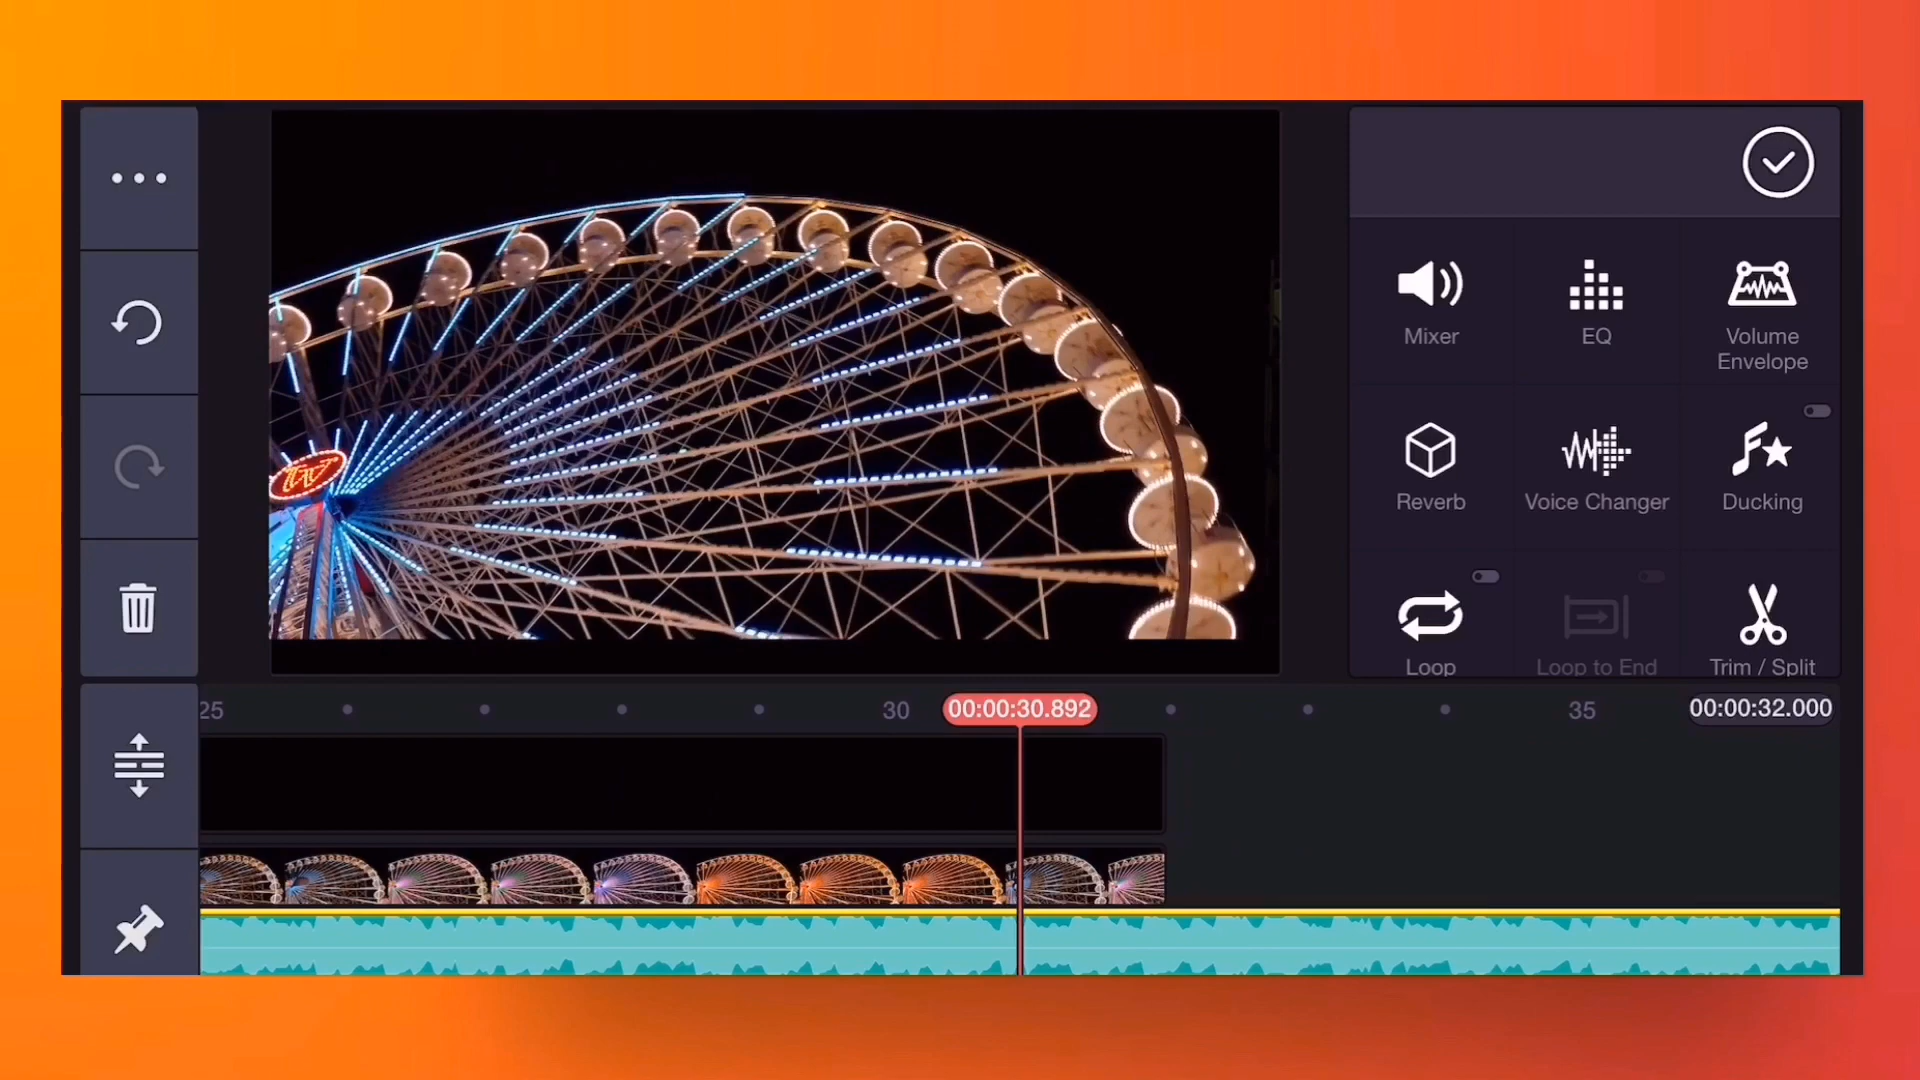 Mixer
EQ
Volume
Envelope
Reverb
Voice Changer
Ducking
Loop
Loop to End
Trim / Split
25
30
00:00:30.892
35
00:00:32.000